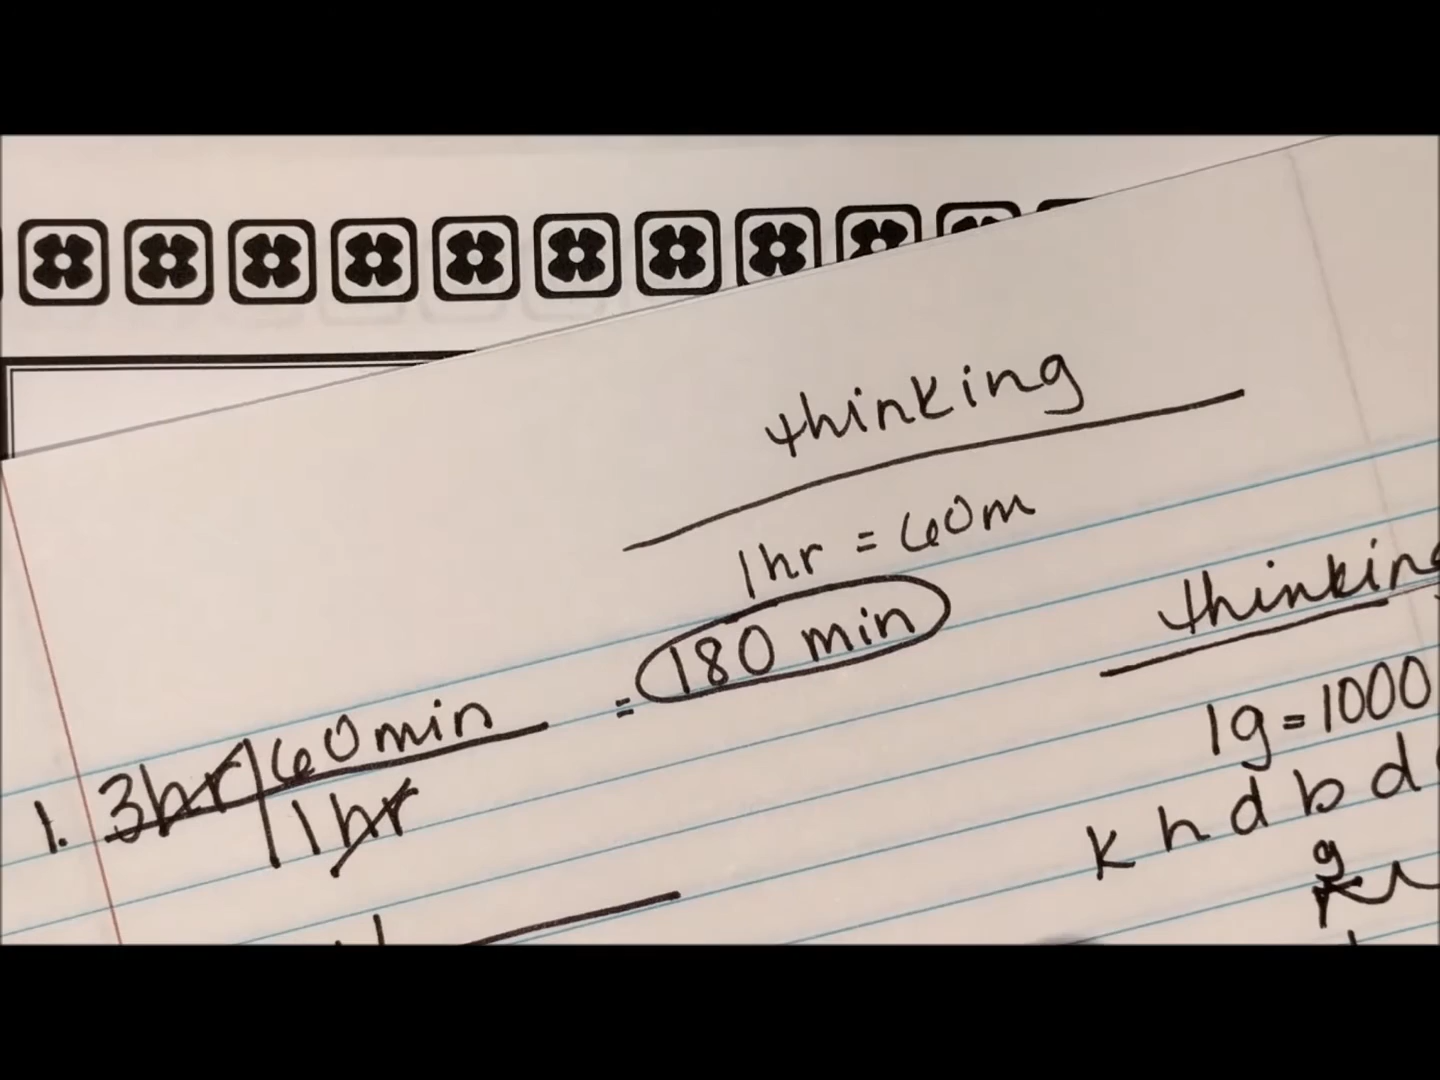 thinking
1hr = 60m
180 min
1. 3hr 60min =
1hr
thinking
1g = 1000
k h d b d
g